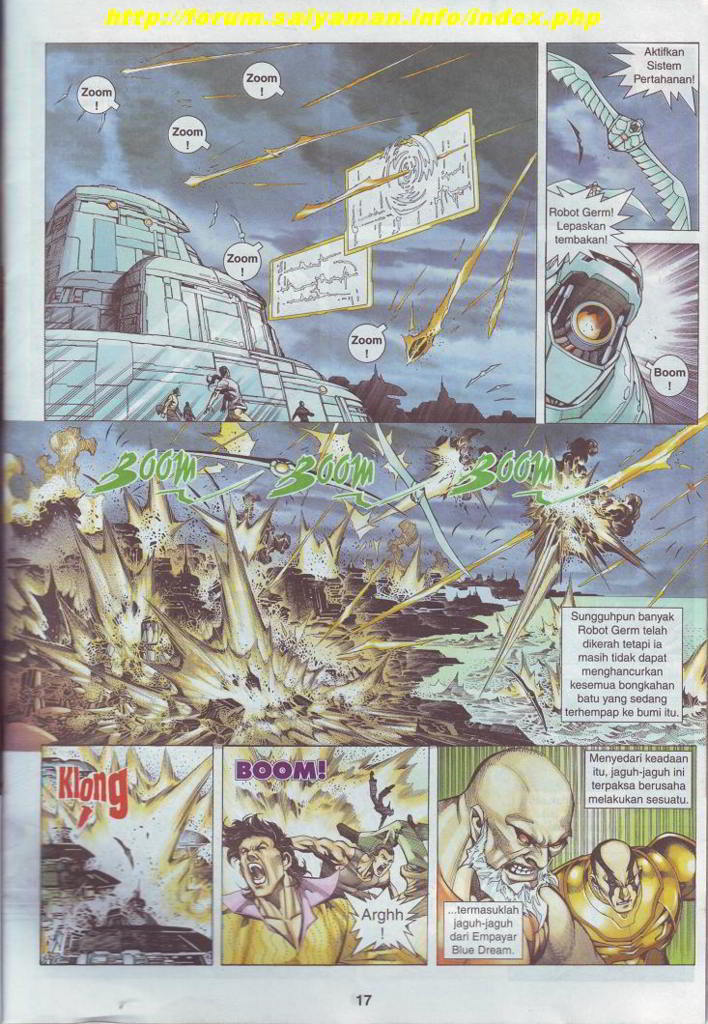 http://forum.saiyaman.info/index.php
Zoom
!
Zoom
!
Zoom
!
Zoom
!
Zoom
!
Aktifkan
Sistem
Pertahanan!
Robot Germ!
Lepaskan
tembakan!
Boom
!
BOOM
BOOM
BOOM
Sungguhpun banyak
Robot Germ telah
dikerah tetapi ia
masih tidak dapat
menghancurkan
kesemua bongkahan
batu yang sedang
terhempap ke bumi itu.
Klong
!
BOOM!
Arghh
!
Menyedari keadaan
itu, jaguh-jaguh ini
terpaksa berusaha
melakukan sesuatu.
...termasuklah
jaguh-jaguh
dari Empayar
Blue Dream.
17